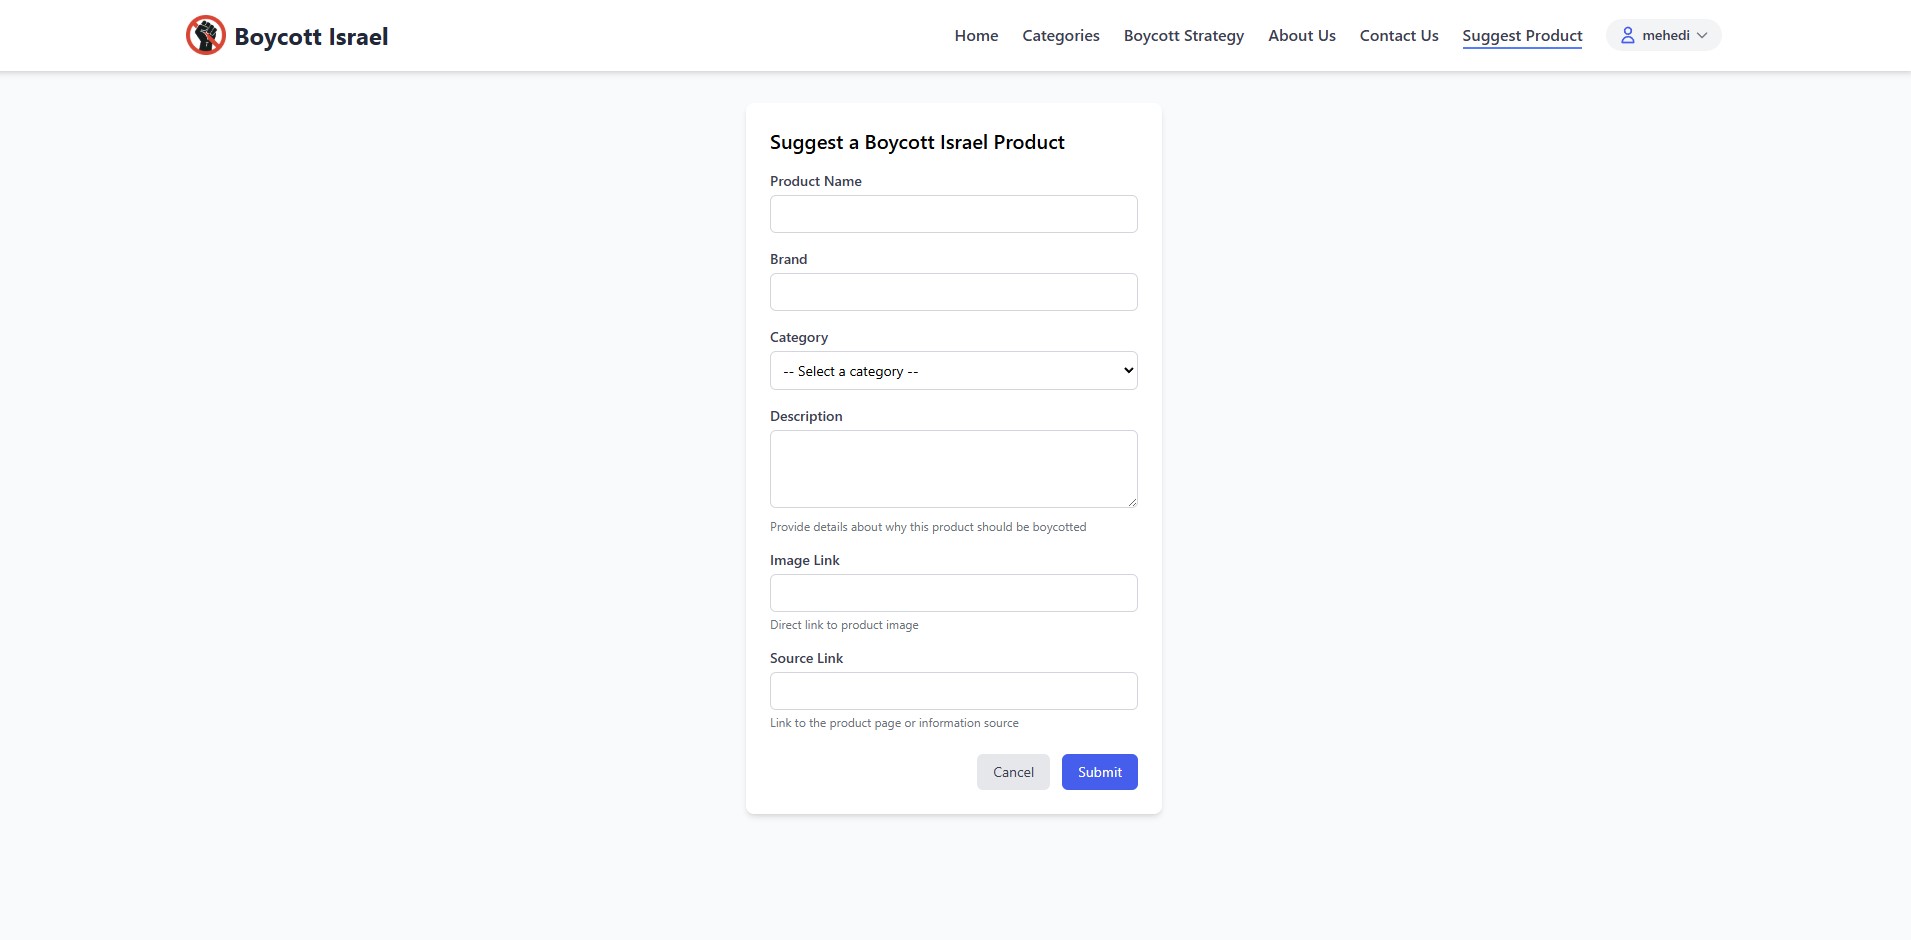 Boycott Israel
Home Categories Boycott Strategy About Us Contact Us Suggest Product mehedi
Suggest a Boycott Israel Product
Product Name
Brand
Category
-- Select a category --
Description
Provide details about why this product should be boycotted
Image Link
Direct link to product image
Source Link
Link to the product page or information source
Cancel Submit